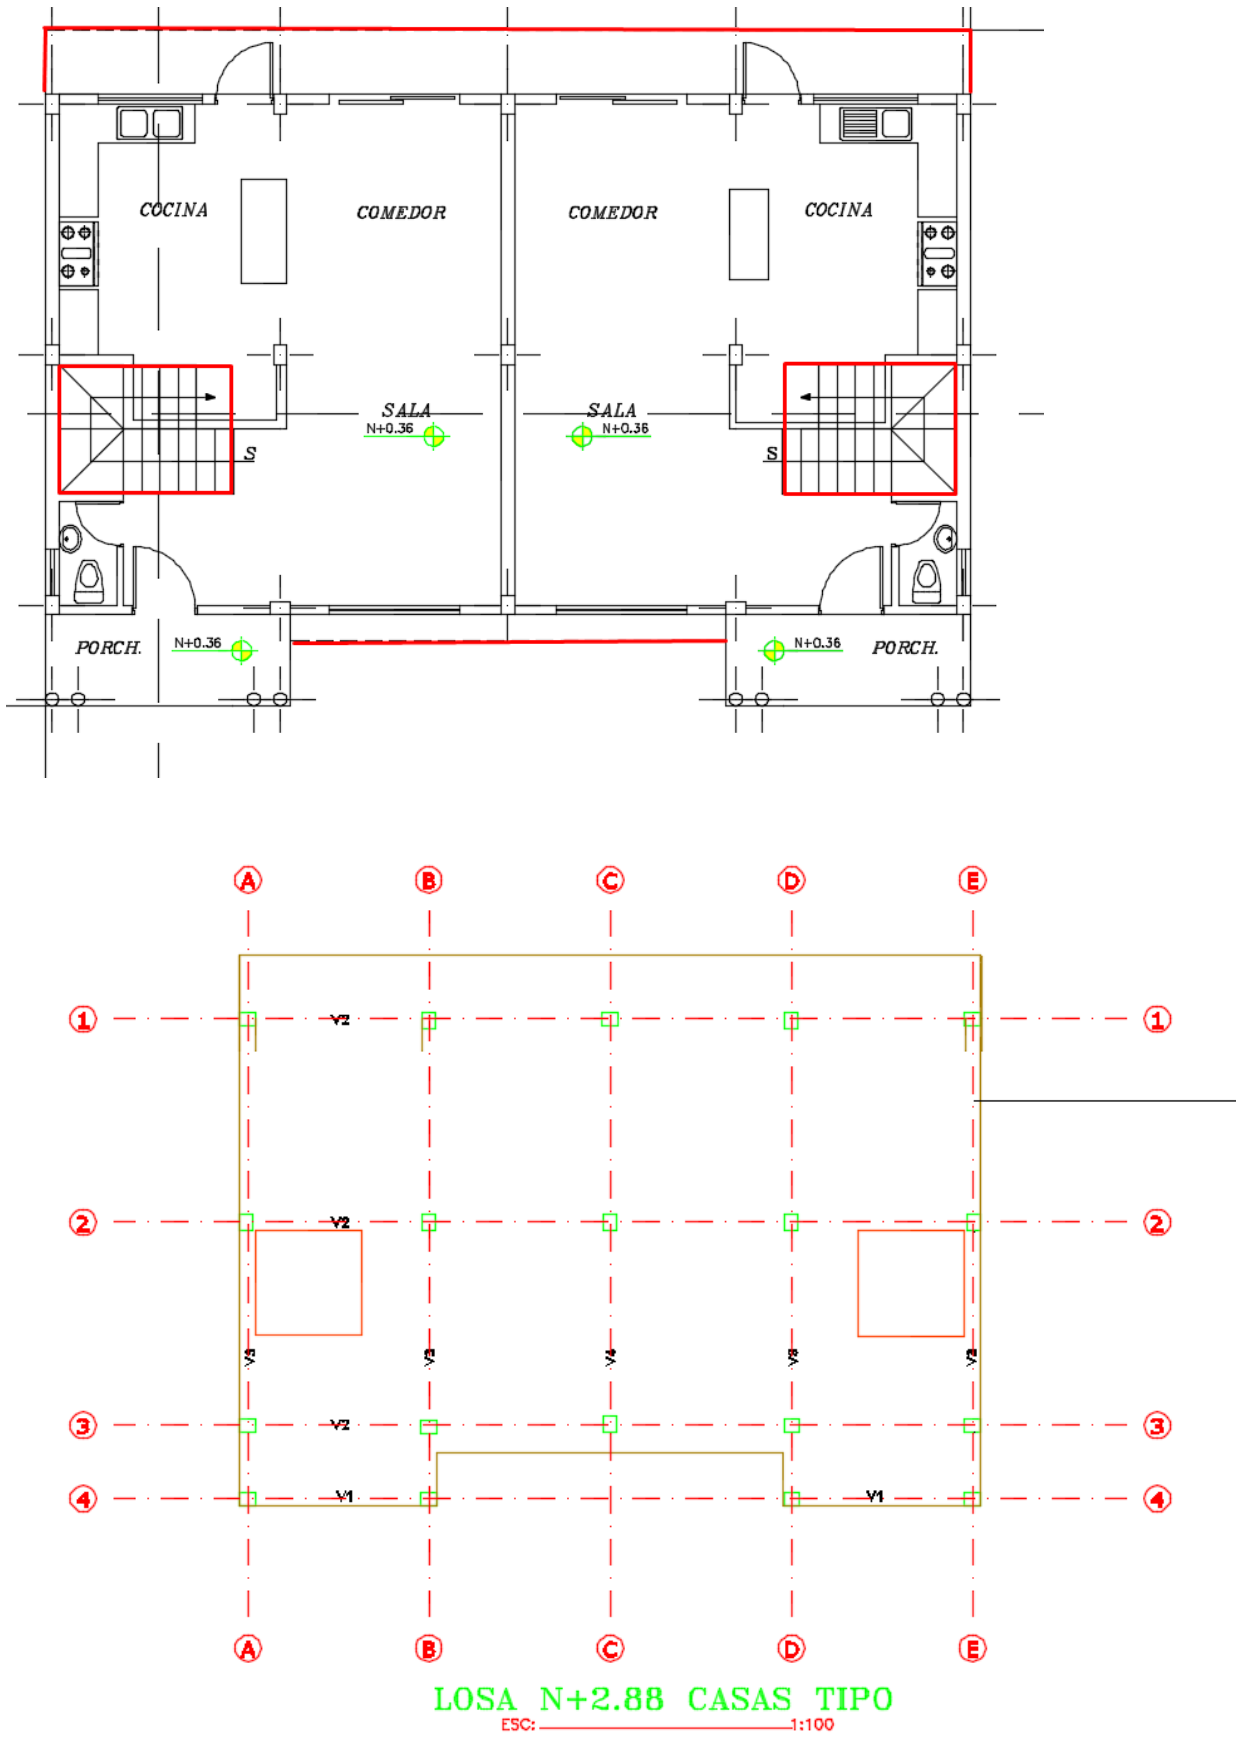 COCINA COMEDOR COMEDOR COCINA
SALA SALA
N+0.36 N+0.36
S S
PORCH. N+0.36 N+0.36 PORCH.
A B C D E
1 V2 1
2 V2 2
V3 V3 V4 V3 V3
3 V2 3
4 V1 V1 4
A B C D E
LOSA N+2.88 CASAS TIPO
ESC: 1:100